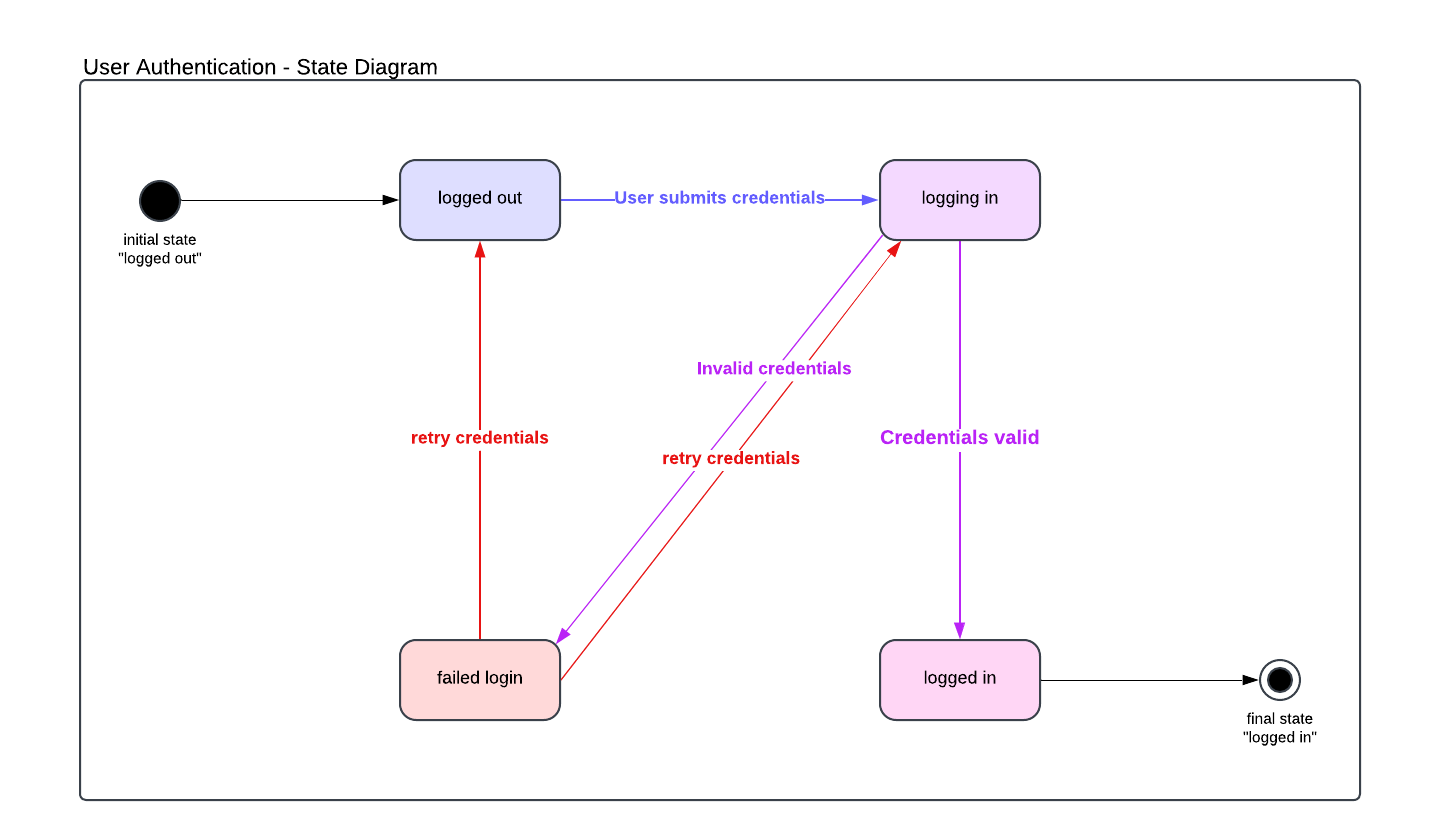 User Authentication - State Diagram
logged out
User submits credentials
logging in
initial state
"logged out"
Invalid credentials
retry credentials
Credentials valid
retry credentials
failed login
logged in
final state
"logged in"